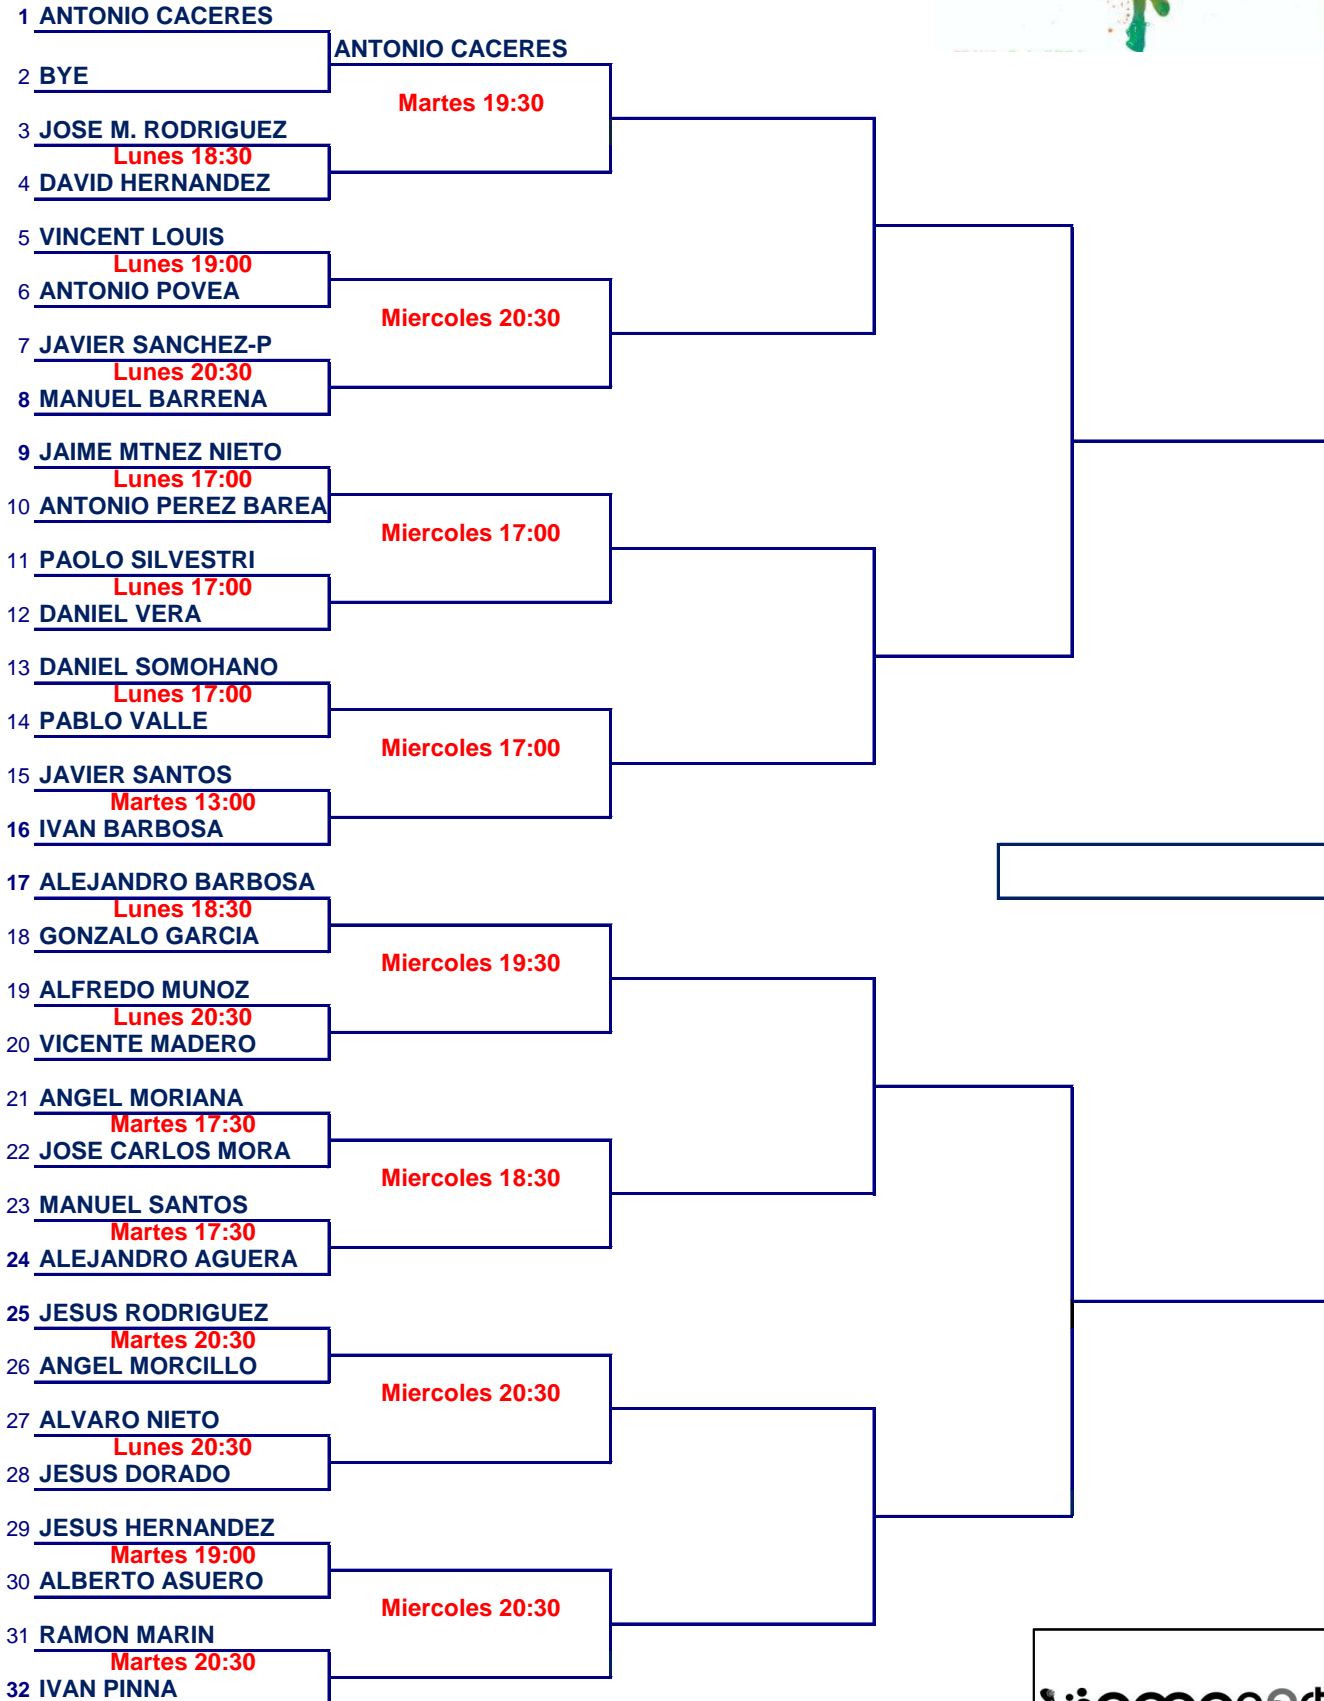 1 ANTONIO CACERES
ANTONIO CACERES
2 BYE
Martes 19:30
3 JOSE M. RODRIGUEZ
Lunes 18:30
4 DAVID HERNANDEZ
5 VINCENT LOUIS
Lunes 19:00
6 ANTONIO POVEA
Miercoles 20:30
7 JAVIER SANCHEZ-P
Lunes 20:30
8 MANUEL BARRENA
9 JAIME MTNEZ NIETO
Lunes 17:00
10 ANTONIO PEREZ BAREA
Miercoles 17:00
11 PAOLO SILVESTRI
Lunes 17:00
12 DANIEL VERA
13 DANIEL SOMOHANO
Lunes 17:00
14 PABLO VALLE
Miercoles 17:00
15 JAVIER SANTOS
Martes 13:00
16 IVAN BARBOSA
17 ALEJANDRO BARBOSA
Lunes 18:30
18 GONZALO GARCIA
Miercoles 19:30
19 ALFREDO MUNOZ
Lunes 20:30
20 VICENTE MADERO
21 ANGEL MORIANA
Martes 17:30
22 JOSE CARLOS MORA
Miercoles 18:30
23 MANUEL SANTOS
Martes 17:30
24 ALEJANDRO AGUERA
25 JESUS RODRIGUEZ
Martes 20:30
26 ANGEL MORCILLO
Miercoles 20:30
27 ALVARO NIETO
Lunes 20:30
28 JESUS DORADO
29 JESUS HERNANDEZ
Martes 19:00
30 ALBERTO ASUERO
Miercoles 20:30
31 RAMON MARIN
Martes 20:30
32 IVAN PINNA